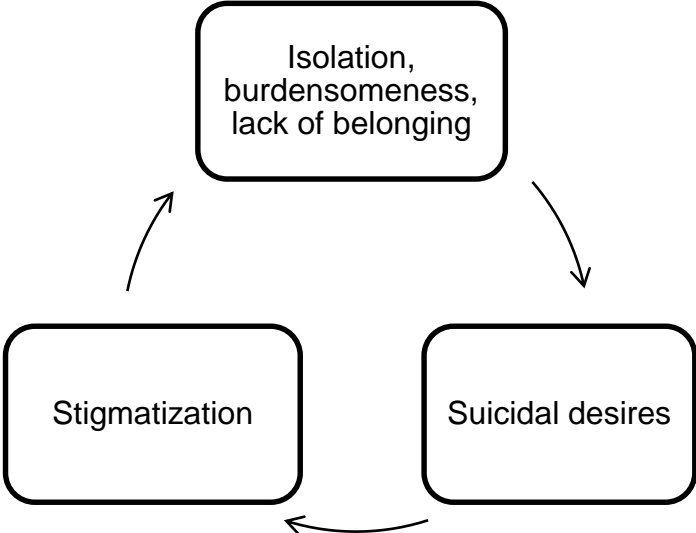 Isolation,
burdensomeness,
lack of belonging
Stigmatization
Suicidal desires